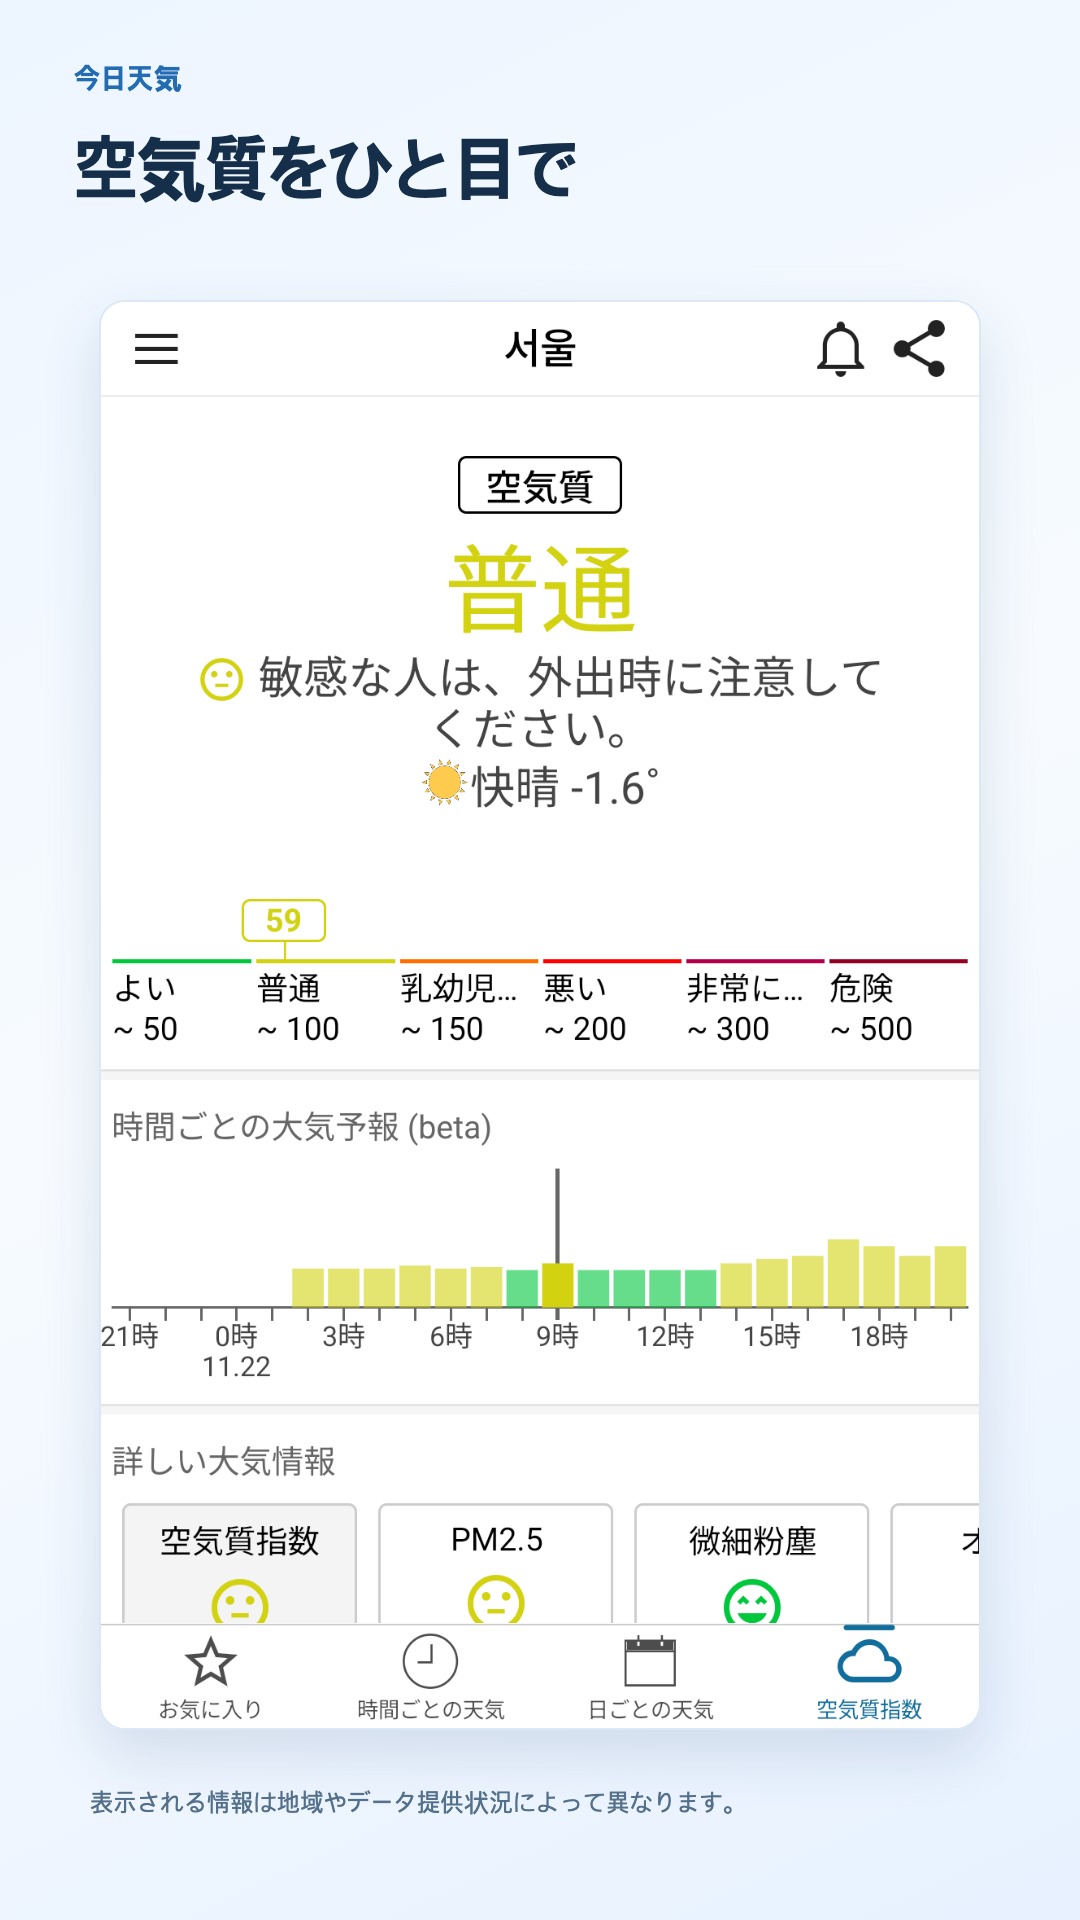 今日天気
空気質をひと目で
서울
空気質
普通
敏感な人は、外出時に注意して
ください。
快晴 -1.6°
59
よい 普通 乳幼児... 悪い 非常に... 危険
~ 50 ~ 100 ~ 150 ~ 200 ~ 300 ~ 500
時間ごとの大気予報 (beta)
21時 0時 3時 6時 9時 12時 15時 18時
11.22
詳しい大気情報
空気質指数 PM2.5 微細粉塵
お気に入り 時間ごとの天気 日ごとの天気 空気質指数
表示される情報は地域やデータ提供状況によって異なります。